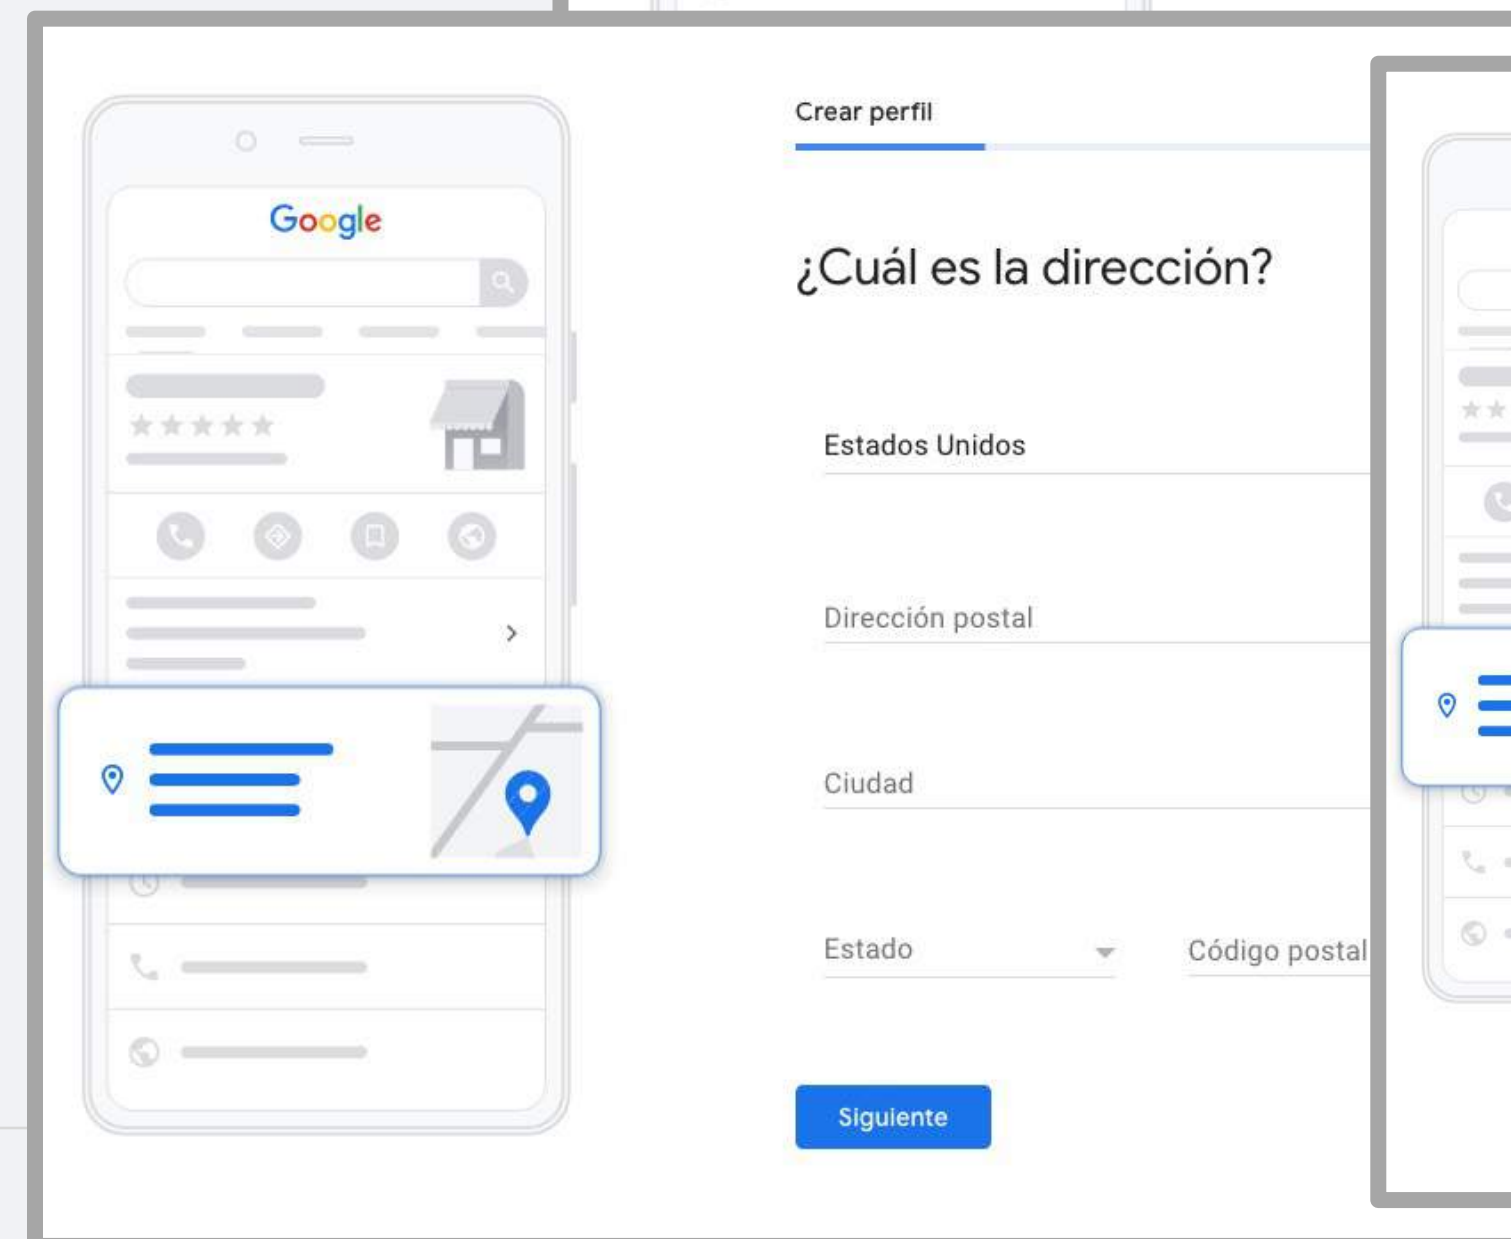 Crear perfil
Google
¿Cuál es la dirección?
Estados Unidos
Dirección postal
Ciudad
Estado
Código postal
Siguiente